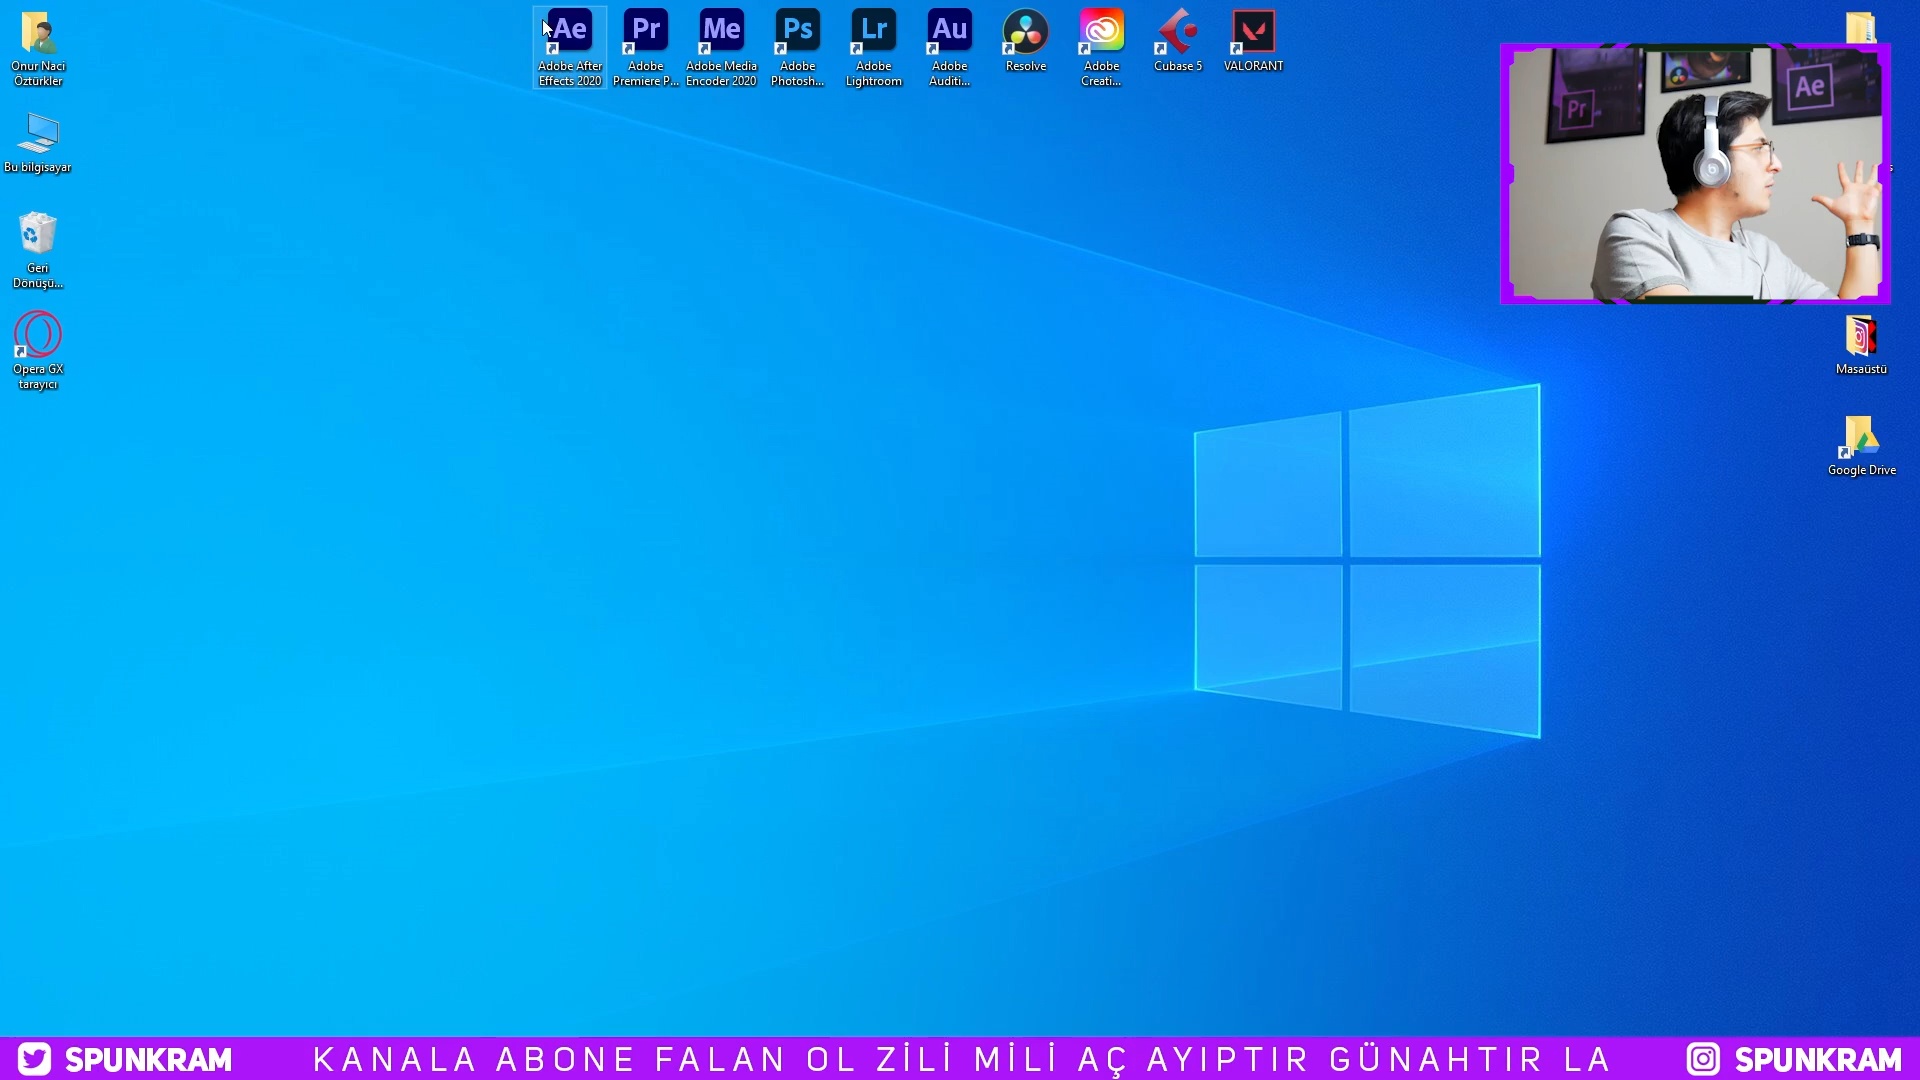 Ae
Pr
Me
Ps
Lr
Au
Adobe After
Effects 2020
Adobe
Premiere P...
Adobe Media
Encoder 2020
Adobe
Photosh...
Adobe
Lightroom
Adobe
Auditi...
Resolve
Adobe
Creati...
Cubase 5
VALORANT
Onur Naci
Öztürkler
Bu bilgisayar
Geri
Dönüşü...
Opera GX
tarayıcı
Pr
Ae
Masaüstü
Google Drive
SPUNKRAM
KANALA ABONE FALAN OL ZİLİ MİLİ AÇ AYIPTIR GÜNAHTIR LA
SPUNKRAM